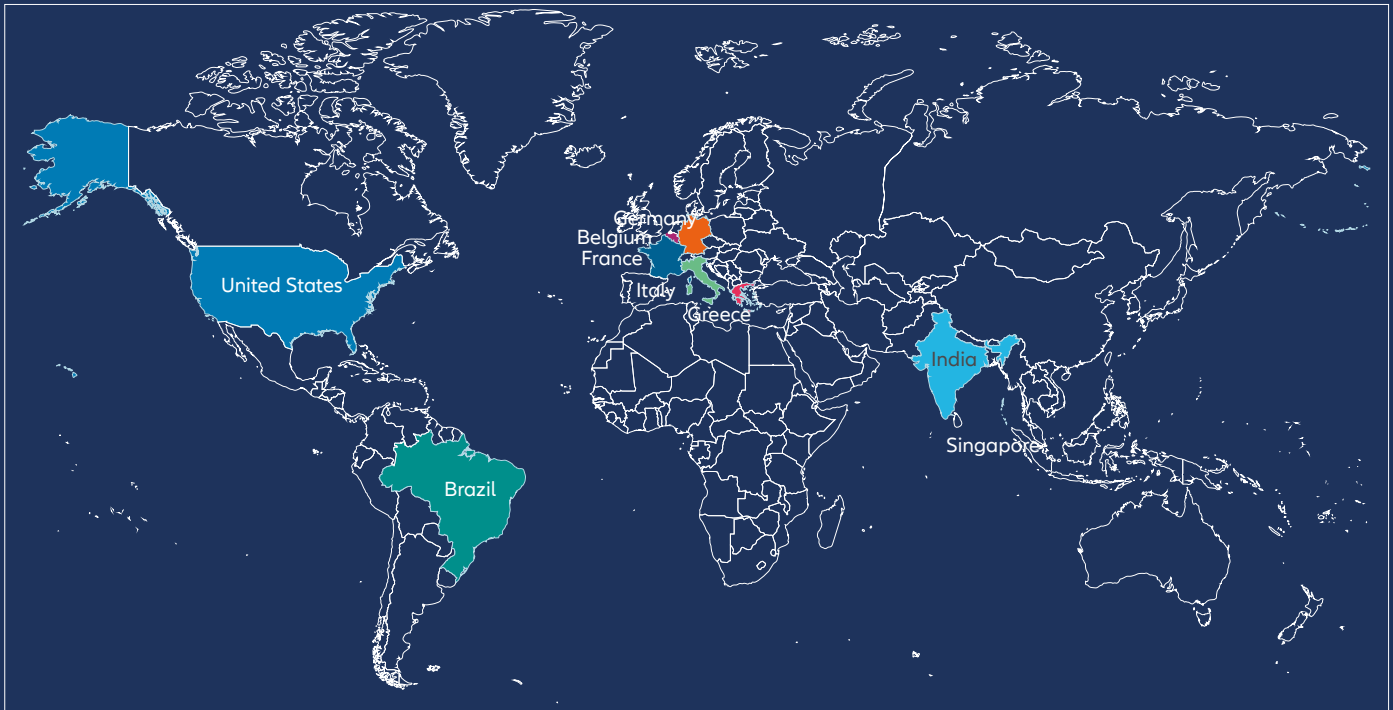 Germany
Belgium
France
United States
Italy
Greece
India
Singapore
Brazil